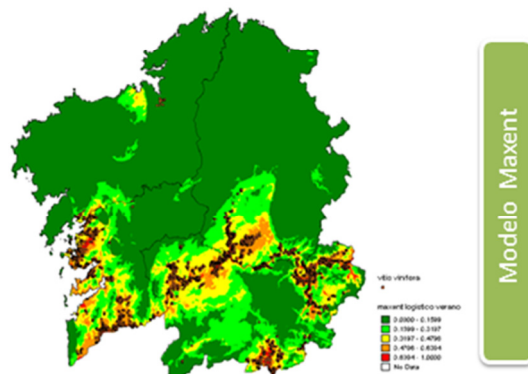 Modelo Maxent
vitis vinifera
maxent logistico verano
0.0000 - 0.1599
0.1599 - 0.3197
0.3197 - 0.4796
0.4796 - 0.6394
0.6394 - 1.0000
No Data